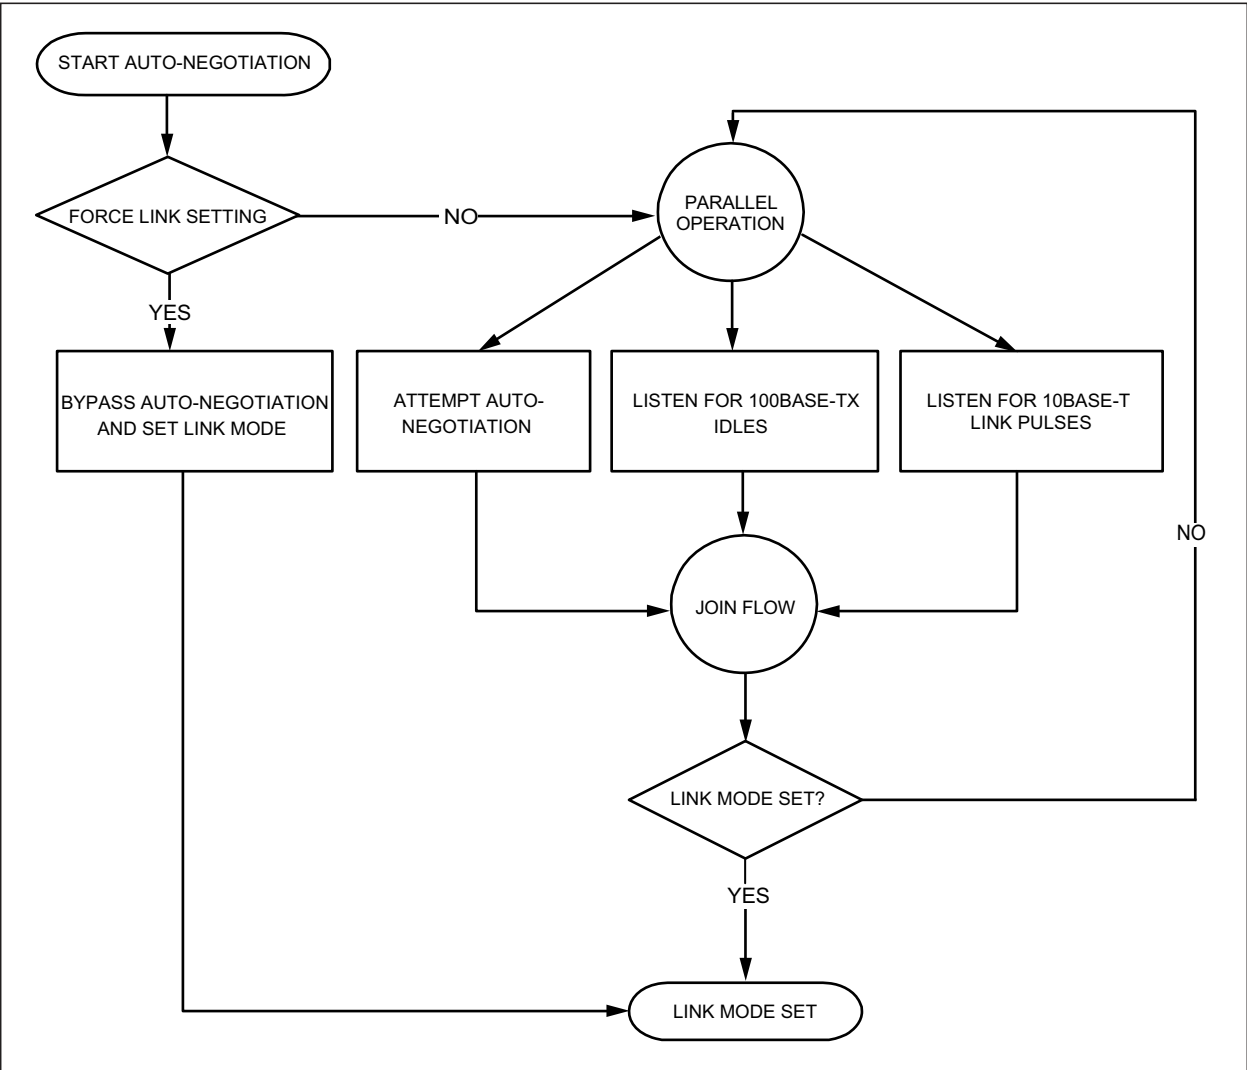 START AUTO-NEGOTIATION
FORCE LINK SETTING
NO
PARALLEL
OPERATION
YES
BYPASS AUTO-NEGOTIATION
AND SET LINK MODE
ATTEMPT AUTO-
NEGOTIATION
LISTEN FOR 100BASE-TX
IDLES
LISTEN FOR 10BASE-T
LINK PULSES
NO
JOIN FLOW
LINK MODE SET?
YES
LINK MODE SET